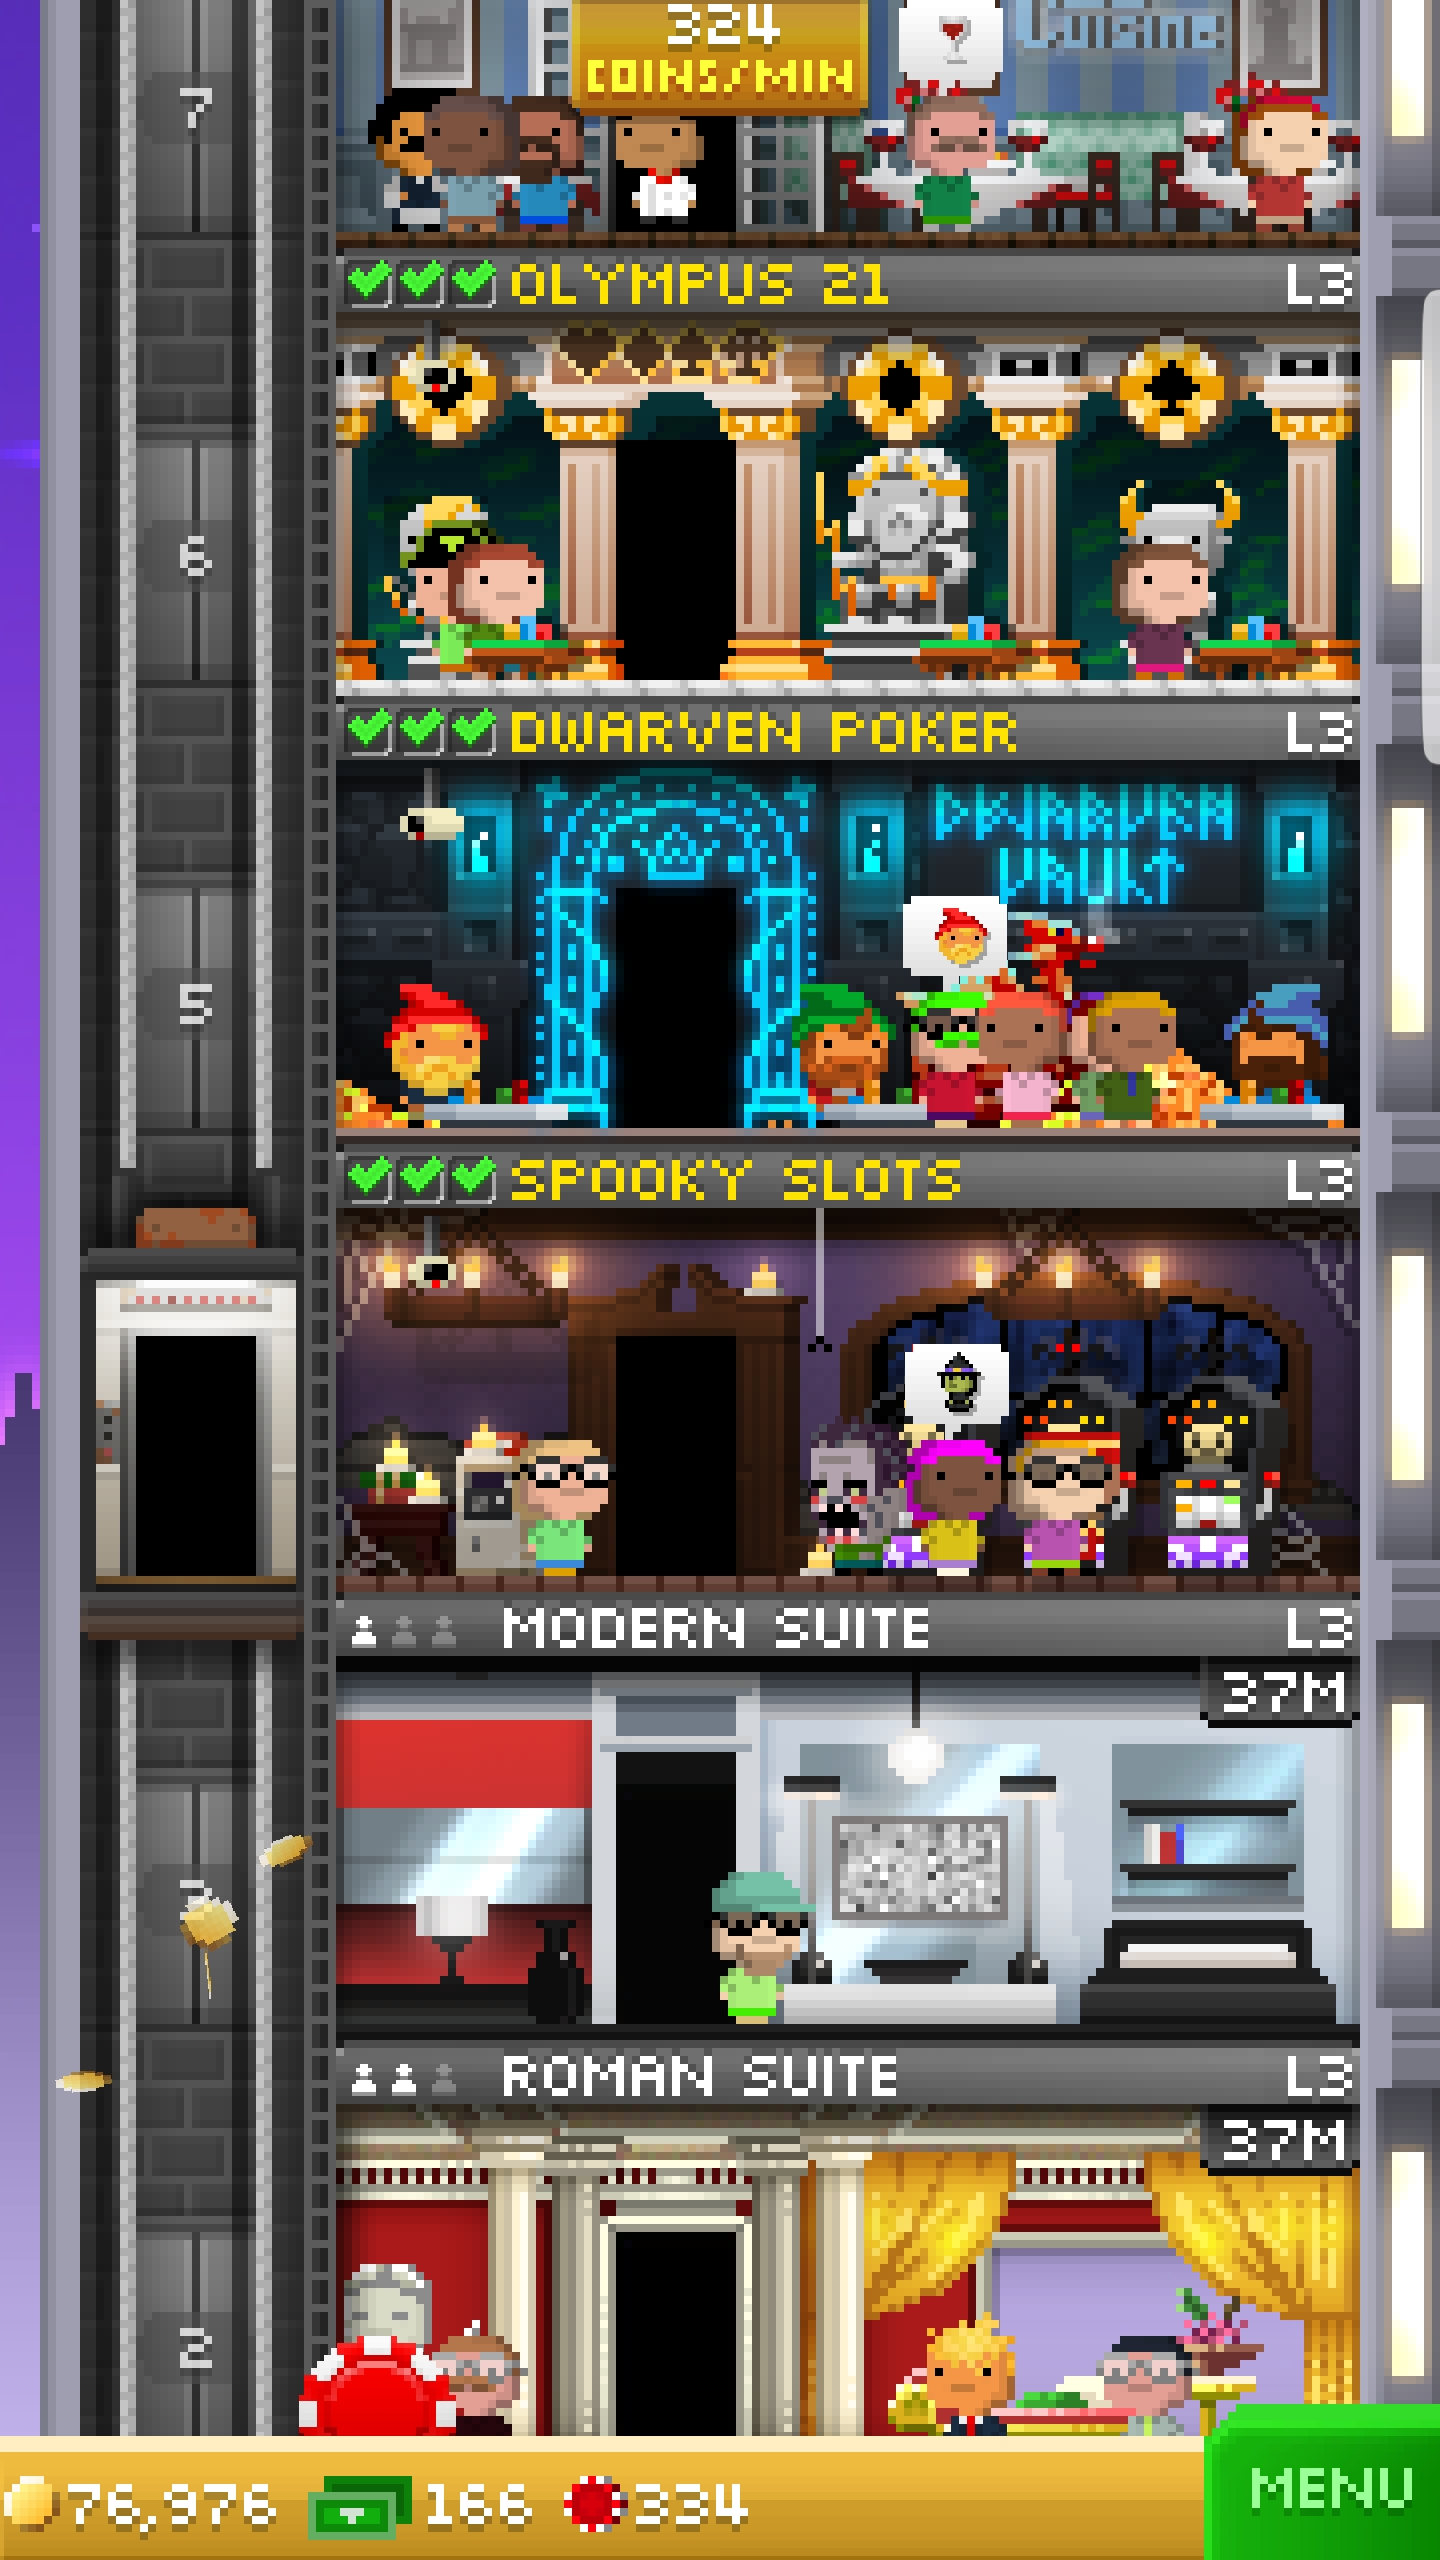 Cuisine
324
COINS/MIN
7
OLYMPUS 21 L3
6
DWARVEN POKER L3
DWARVEN
VAULT
5
SPOOKY SLOTS L3
MODERN SUITE L3
37M
ROMAN SUITE L3
37M
2
76,976 166 334
MENU